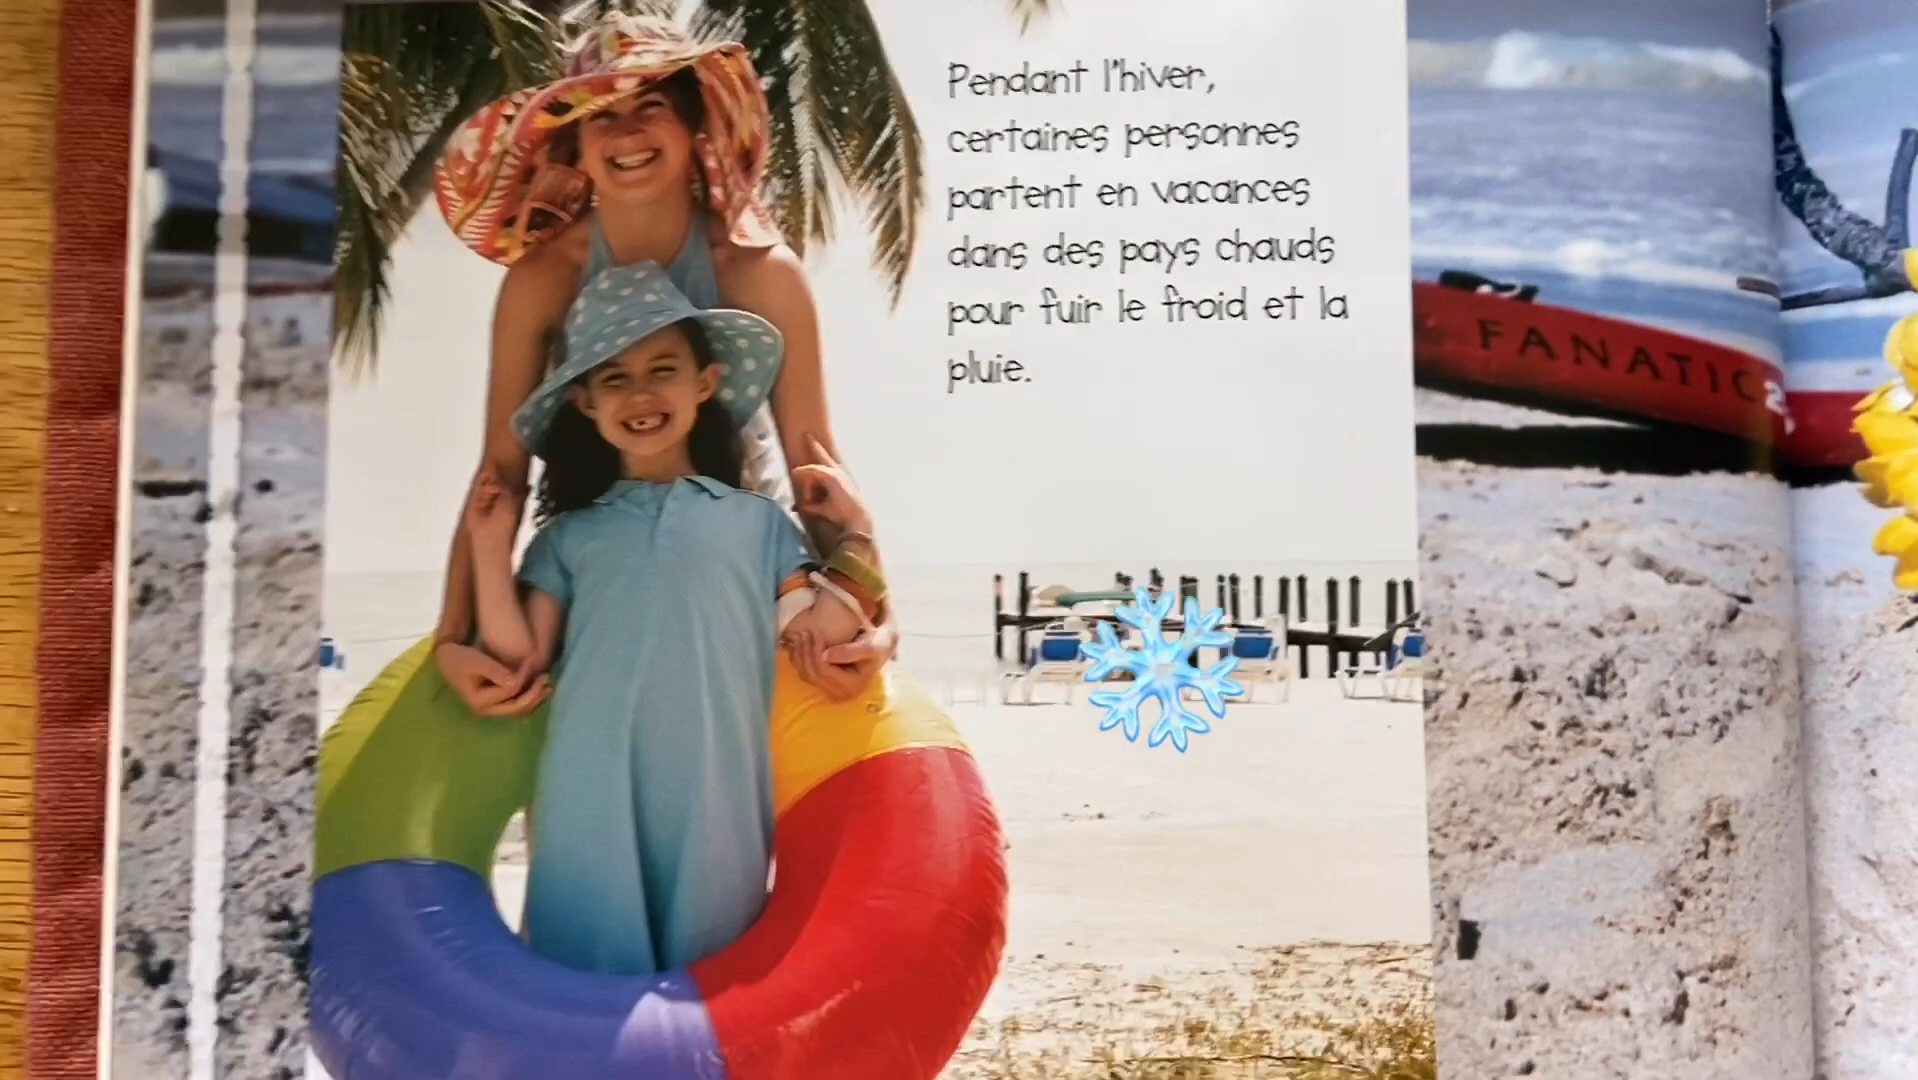 Pendant l'hiver,
certaines personnes
partent en vacances
dans des pays chauds
pour fuir le froid et la
pluie.
FANATIC